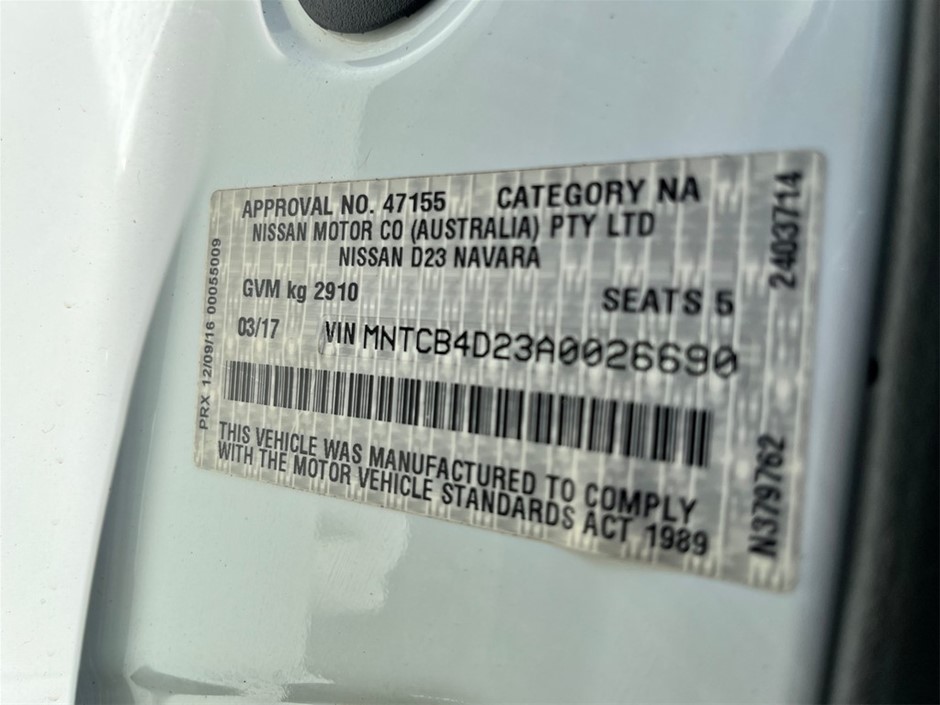 APPROVAL NO. 47155 CATEGORY NA
NISSAN MOTOR CO (AUSTRALIA) PTY LTD
NISSAN D23 NAVARA
GVM kg 2910 SEATS 5
03/17 VIN MNTCB4D23A0026690
THIS VEHICLE WAS MANUFACTURED TO COMPLY
WITH THE MOTOR VEHICLE STANDARDS ACT 1989
PRX 12/09/16 00055009
24037714
N379762